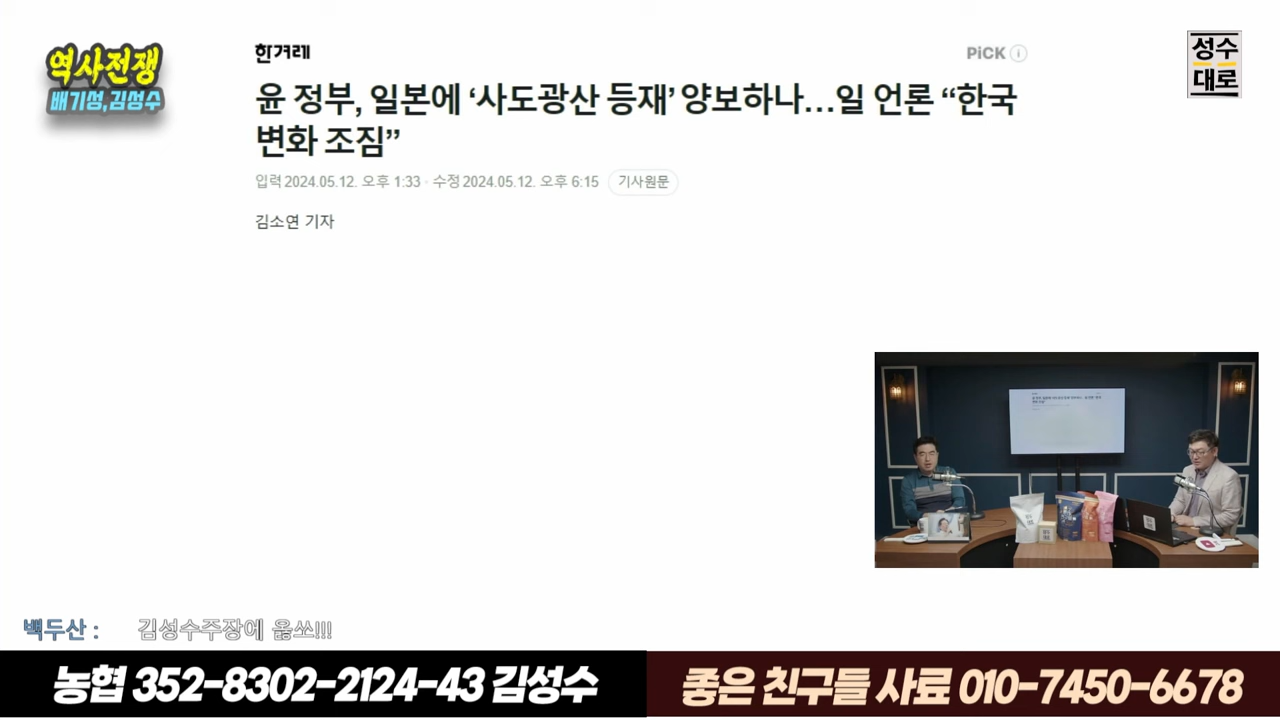 역사전쟁
배기성,김성수
한겨레
PiCK i
성수
대로
윤 정부, 일본에 ‘사도광산 등재’ 양보하나…일 언론 “한국
변화 조짐”
입력 2024.05.12. 오후 1:33 · 수정 2024.05.12. 오후 6:15 기사원문
김소연 기자
백두산 : 김성수주장에 옳쏘!!!
농협 352-8302-2124-43 김성수
좋은 친구들 사료 010-7450-6678